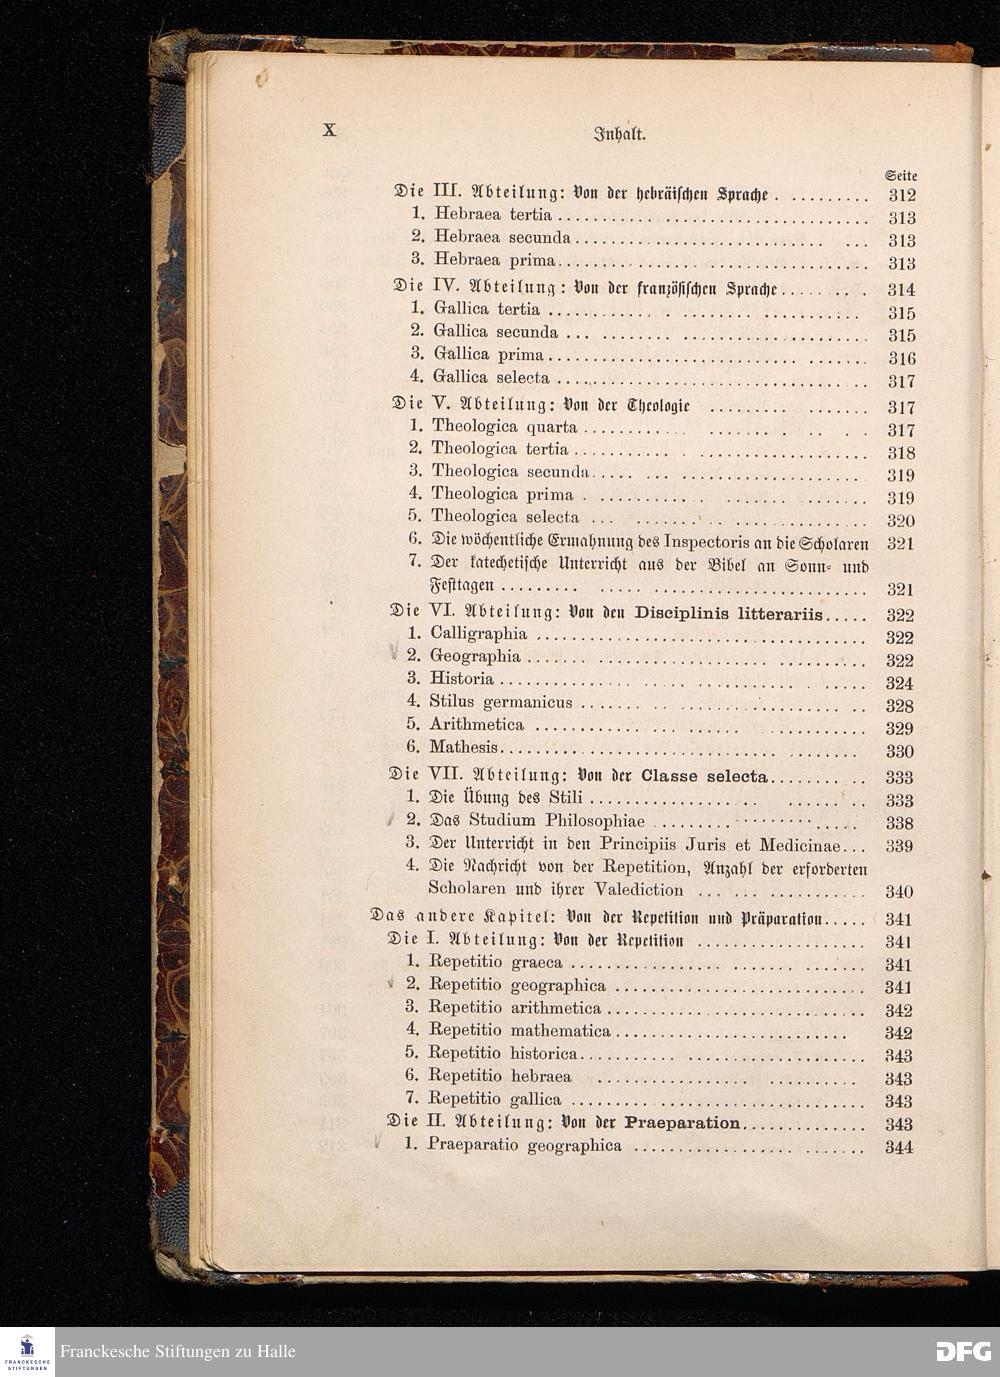 X
Inhalt.
Seite
Die III. Abteilung: Von der hebräischen Sprache . ......... 312
1. Hebraea tertia .................................. 313
2. Hebraea secunda ........................... ... 313
3. Hebraea prima .................................. 313
Die IV. Abteilung: Von der französischen Sprache ....... . . 314
1. Gallica tertia ........... . ........ ........... 315
2. Gallica secunda ... ........ ..................... 315
3. Gallica prima ............................ ....... 316
4. Gallica selecta .................................. 317
Die V. Abteilung: Von der Theologie ......... ....... 317
1. Theologica quarta ........... ....... . .. . . 317
2. Theologica tertia ........... ................... 318
3. Theologica secunda ..... ... ................... 319
4. Theologica prima . ............ ....... ....... 319
5. Theologica selecta ... ....... .. ............... 320
6. Die wöchentliche Ermahnung des Inspectoris an die Scholaren 321
7. Der katechetische Unterricht aus der Bibel an Sonn- und
Festtagen ......... ..... ......................... 321
Die VI. Abteilung: Von den Disciplinis litterariis ..... 322
1. Calligraphia .................................... 322
2. Geographia ....... .................... .......... 322
3. Historia .............. ..... ........... . ..... 324
4. Stilus germanicus ....... ................... .. 328
5. Arithmetica ....................... ........... 329
6. Mathesis .............................. ....... 330
Die VII. Abteilung: Von der Classe selecta .......... 333
1. Die Übung des Stili .................. ....... .. 333
2. Das Studium Philosophiae ......... .............. 338
3. Der Unterricht in den Principiis Juris et Medicinae ... 339
4. Die Nachricht von der Repetition, Anzahl der erforderten
Scholaren und ihrer Valediction ... ... ........... 340
Das andere Kapitel: Von der Repetition und Präparation ..... 341
Die I. Abteilung: Von der Repetition ................... 341
1. Repetitio graeca .................. ....... ....... 341
2. Repetitio geographica ........................... 341
3. Repetitio arithmetica ............................ 342
4. Repetitio mathematica ......................... 342
5. Repetitio historica ........... .................... 343
6. Repetitio hebraea ................. ........... 343
7. Repetitio gallica ................................ 343
Die II. Abteilung: Von der Praeparation .............. 343
1. Praeparatio geographica ................... ....... 344
FRANCKESCHE
STIFTUNGEN
Franckesche Stiftungen zu Halle
DFG